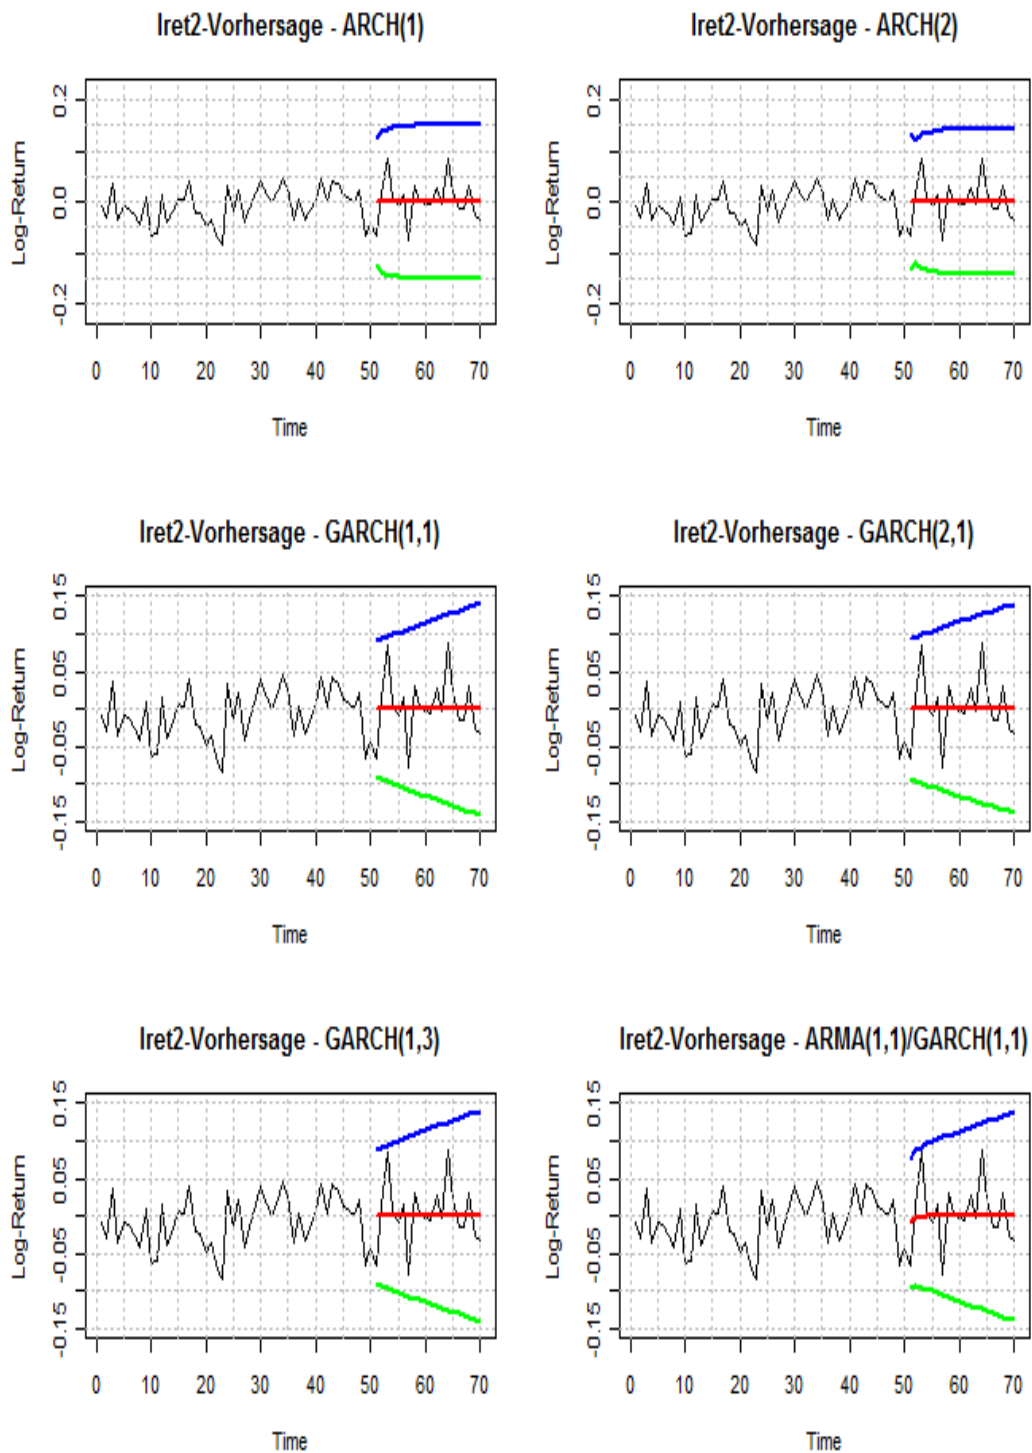 lret2-Vorhersage - ARCH(1)
Log-Return
0.2
0.0
-0.2
0 10 20 30 40 50 60 70
Time
lret2-Vorhersage - ARCH(2)
Log-Return
0.2
0.0
-0.2
0 10 20 30 40 50 60 70
Time
lret2-Vorhersage - GARCH(1,1)
Log-Return
0.15
0.05
-0.05
-0.15
0 10 20 30 40 50 60 70
Time
lret2-Vorhersage - GARCH(2,1)
Log-Return
0.15
0.05
-0.05
-0.15
0 10 20 30 40 50 60 70
Time
lret2-Vorhersage - GARCH(1,3)
Log-Return
0.15
0.05
-0.05
-0.15
0 10 20 30 40 50 60 70
Time
lret2-Vorhersage - ARMA(1,1)/GARCH(1,1)
Log-Return
0.15
0.05
-0.05
-0.15
0 10 20 30 40 50 60 70
Time